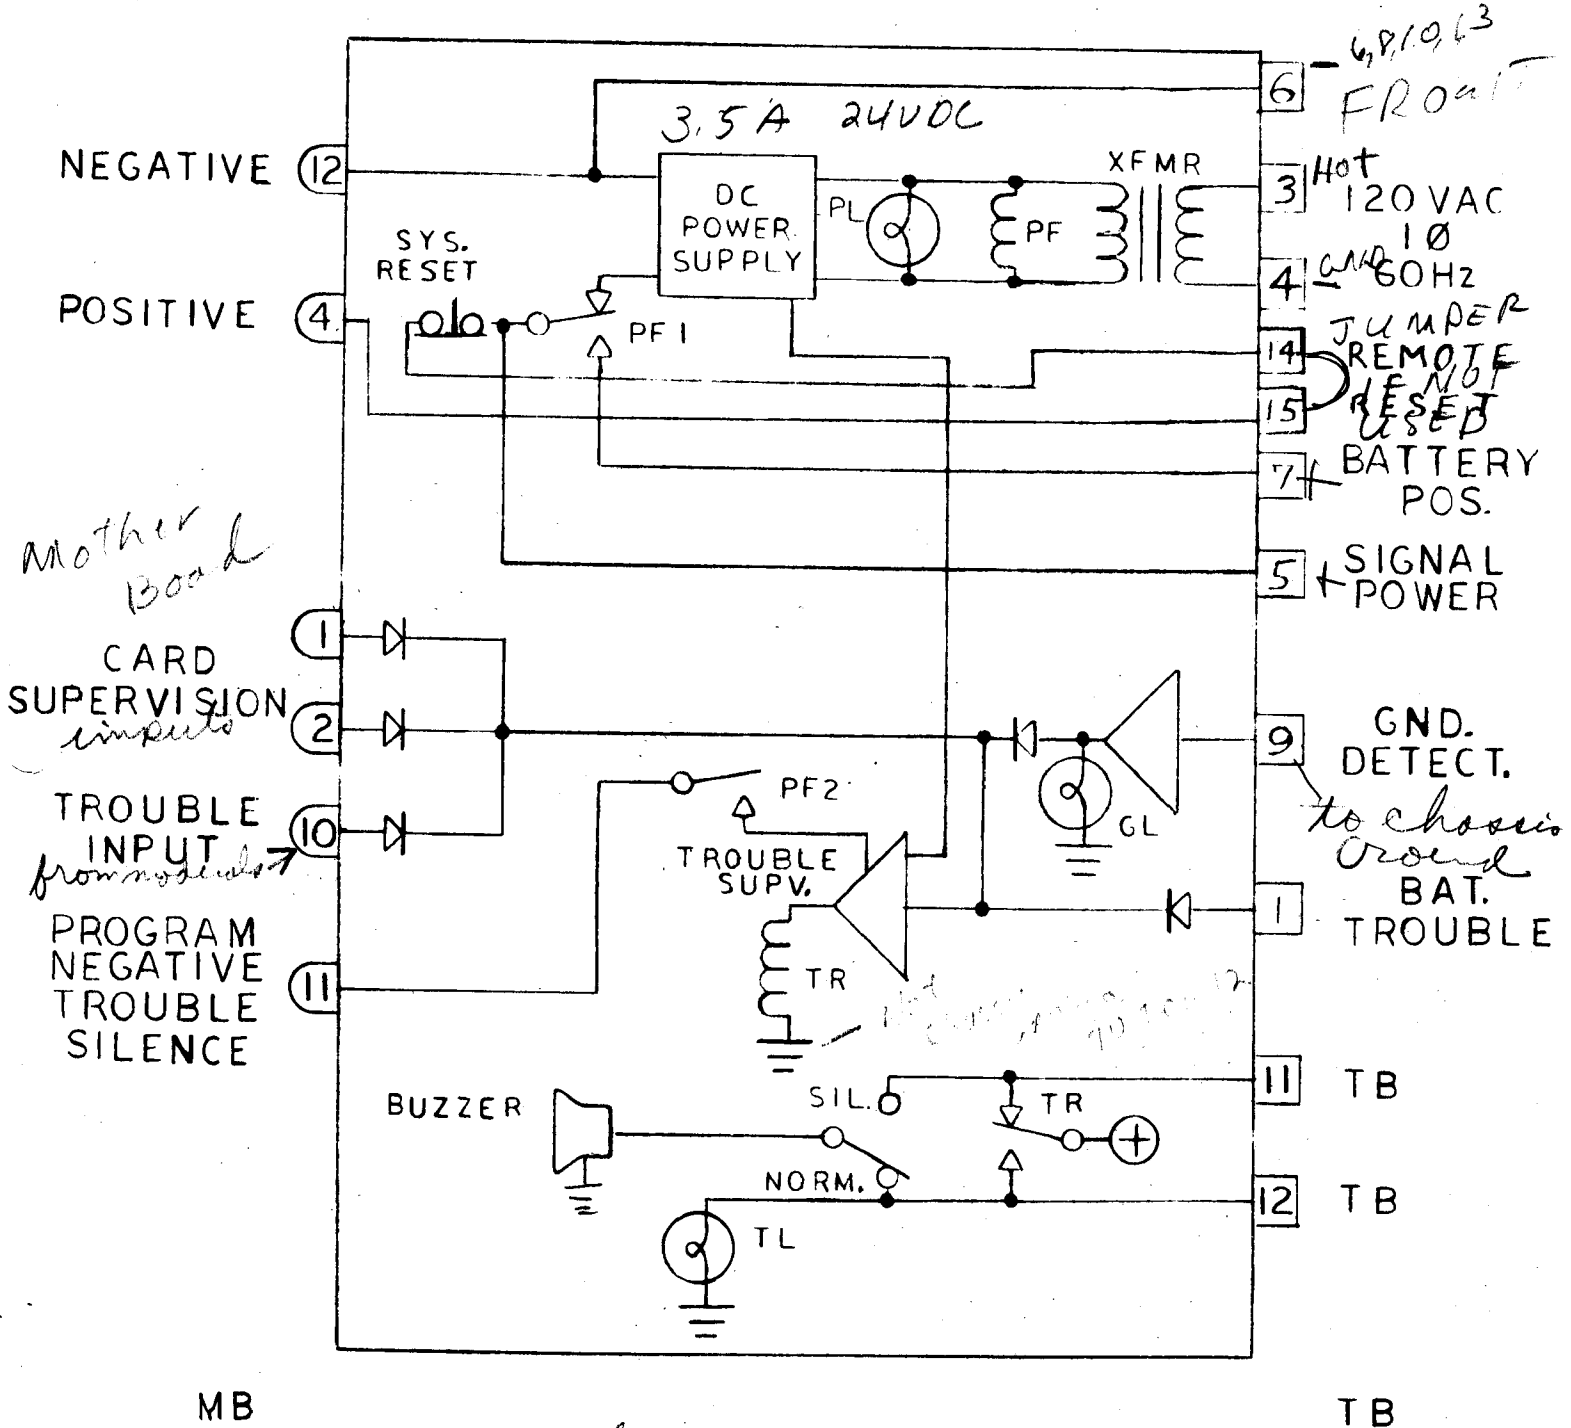 6,8,10,13
FRONT
6
3.5A 24VDC
NEGATIVE 12
DC
POWER
SUPPLY
PL
PF
XFMR
3 HOT
120 VAC
1Ø
4 GND 60Hz
SYS.
RESET
POSITIVE 4
PF1
14 JUMPER
REMOTE
IF NOT
15 RESET
USED
7 + BATTERY
POS.
5 + SIGNAL
POWER
Mother
Board
1
CARD
SUPERVISION 2
inputs
TROUBLE
INPUT 10
from
PROGRAM
NEGATIVE
TROUBLE
SILENCE
11
PF2
TROUBLE
SUPV.
TR
GL
9 GND.
DETECT.
to chassis
Ground
1 BAT.
TROUBLE
BUZZER
SIL.
NORM.
TR
+
11 TB
12 TB
TL
MB
TB